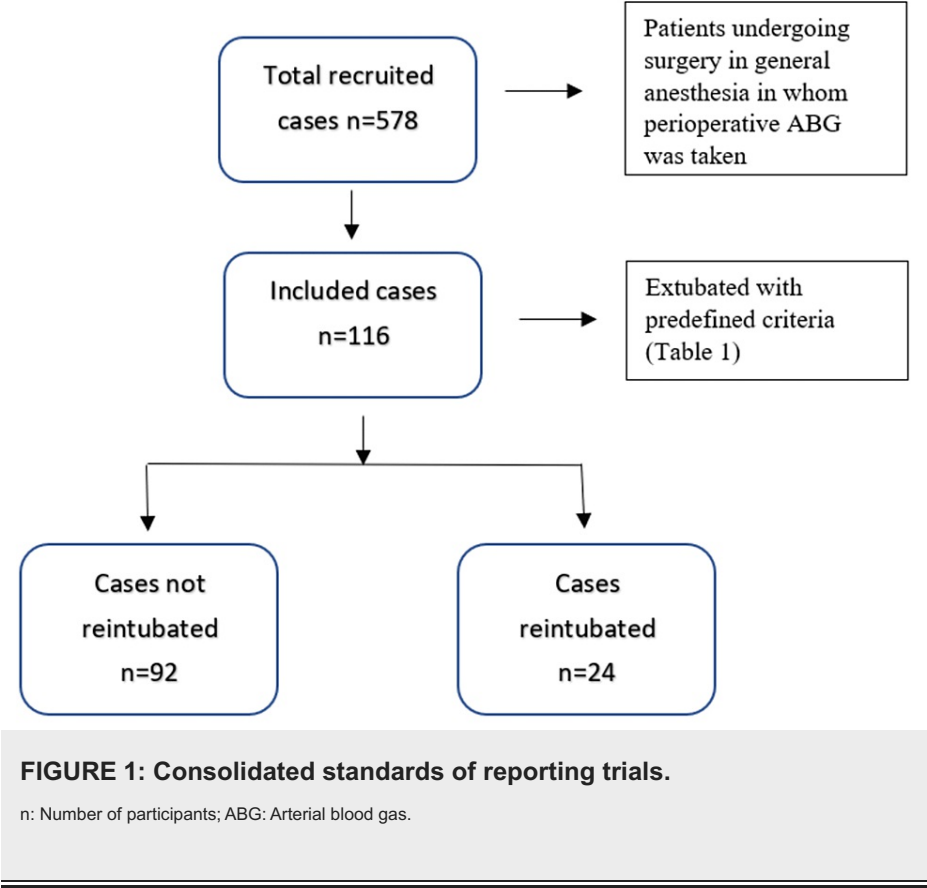 Total recruited
cases n=578
Patients undergoing
surgery in general
anesthesia in whom
perioperative ABG
was taken
Included cases
n=116
Extubated with
predefined criteria
(Table 1)
Cases not
reintubated
n=92
Cases
reintubated
n=24
FIGURE 1: Consolidated standards of reporting trials.
n: Number of participants; ABG: Arterial blood gas.